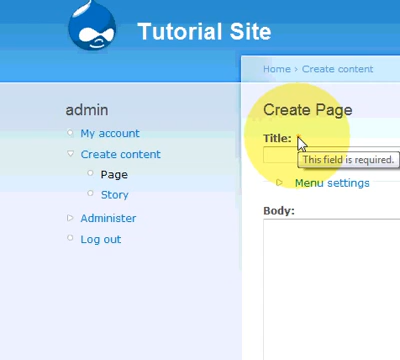 Tutorial Site
Home › Create content
admin
My account
Create content
Page
Story
Administer
Log out
Create Page
Title: *
This field is required.
Menu settings
Body: